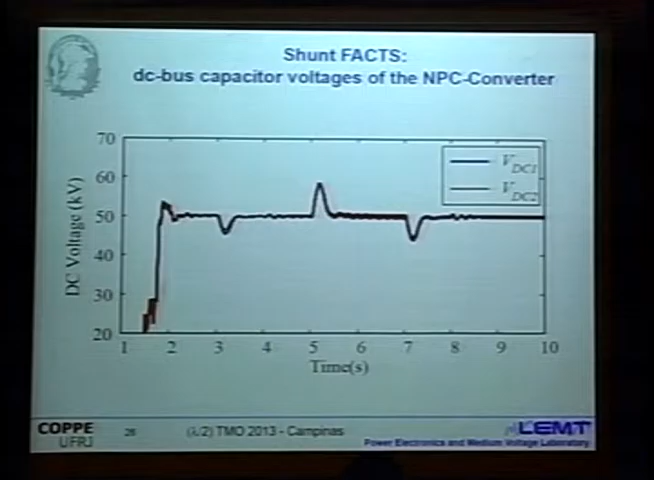 Shunt FACTS:
dc-bus capacitor voltages of the NPC-Converter
70
60
50
40
30
20
DC Voltage (kV)
V_DC1
V_DC2
1 2 3 4 5 6 7 8 9 10
Time(s)
COPPE
UFRJ
26
(λ/2) TMO 2013 - Campinas
LEMT
Power Electronics and Medium Voltage Laboratory